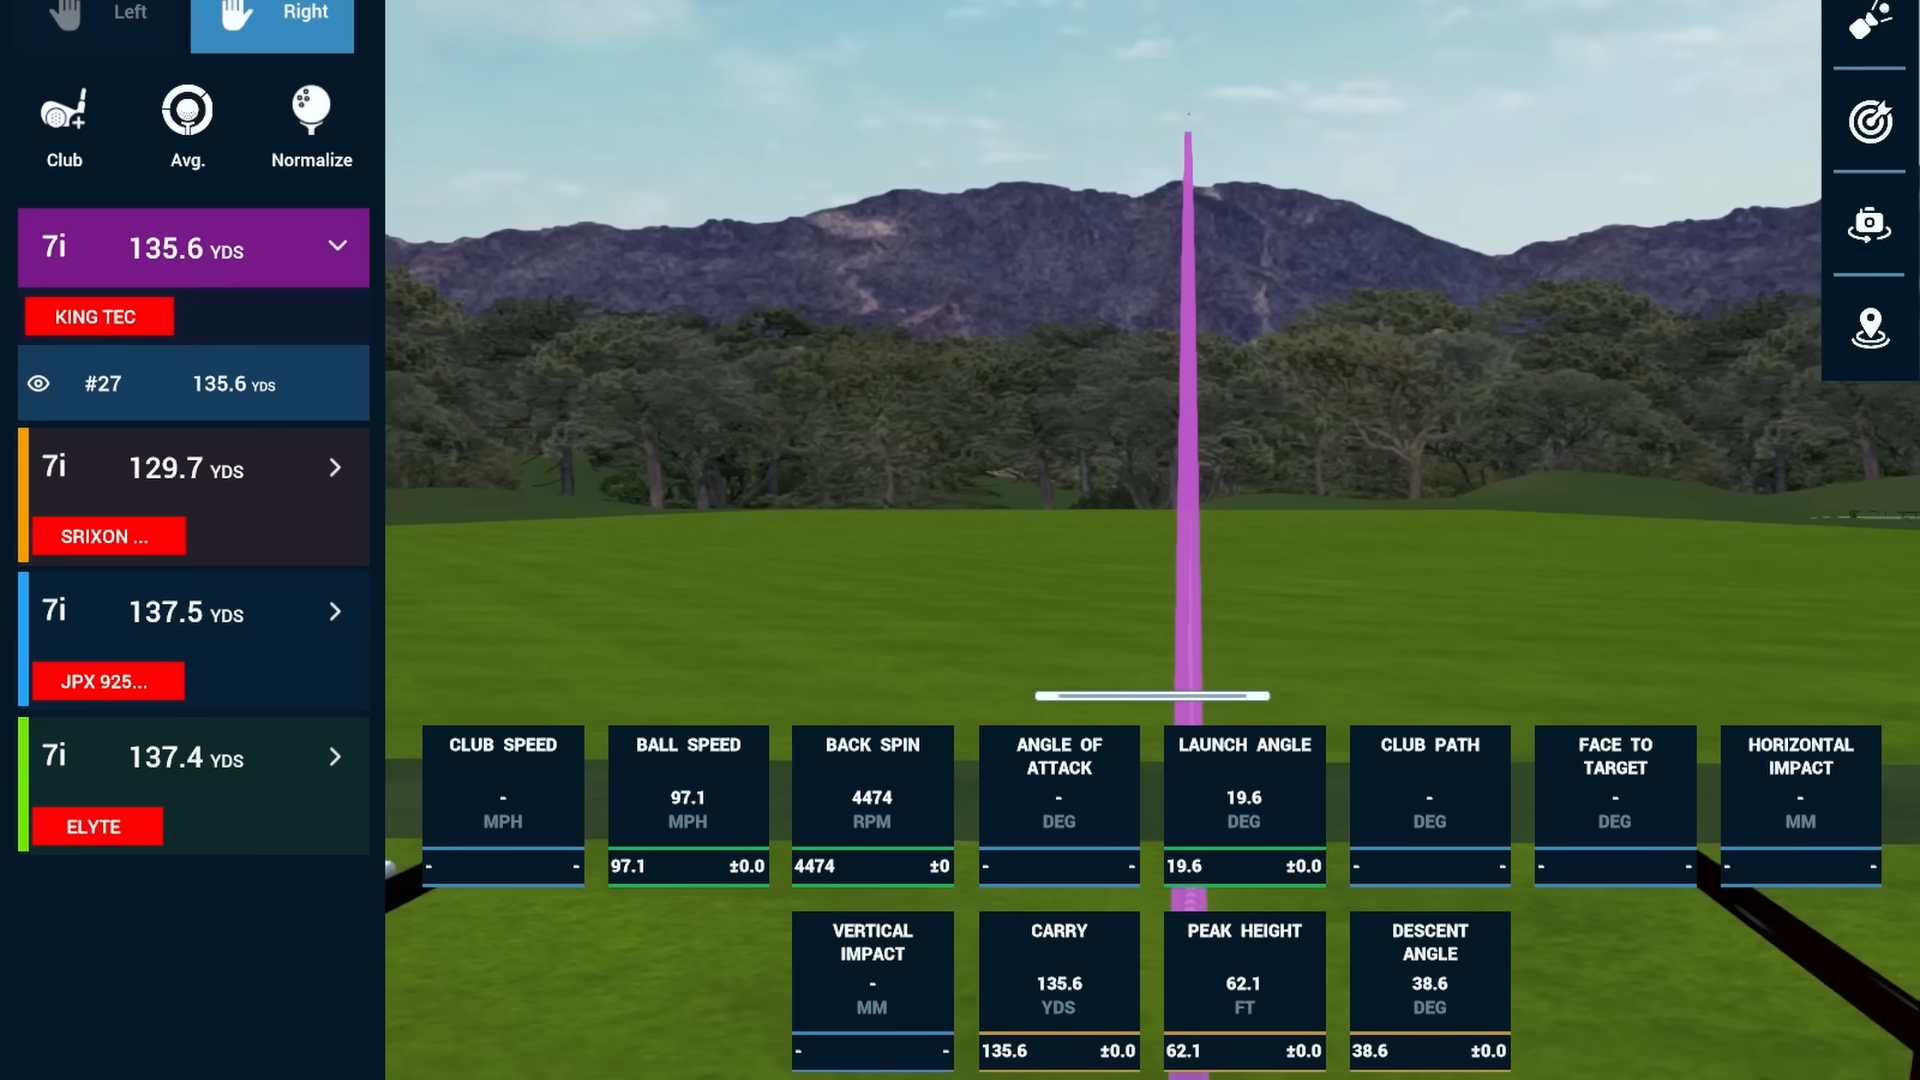 Left
Right
Club
Avg.
Normalize
7i 135.6 YDS
KING TEC
#27 135.6 YDS
7i 129.7 YDS
SRIXON ...
7i 137.5 YDS
JPX 925...
7i 137.4 YDS
ELYTE
CLUB SPEED
-
MPH
- -
BALL SPEED
97.1
MPH
97.1 ±0.0
BACK SPIN
4474
RPM
4474 ±0
ANGLE OF
ATTACK
-
DEG
- -
LAUNCH ANGLE
19.6
DEG
19.6 ±0.0
CLUB PATH
-
DEG
- -
FACE TO
TARGET
-
DEG
- -
HORIZONTAL
IMPACT
-
MM
- -
VERTICAL
IMPACT
-
MM
- -
CARRY
135.6
YDS
135.6 ±0.0
PEAK HEIGHT
62.1
FT
62.1 ±0.0
DESCENT
ANGLE
38.6
DEG
38.6 ±0.0